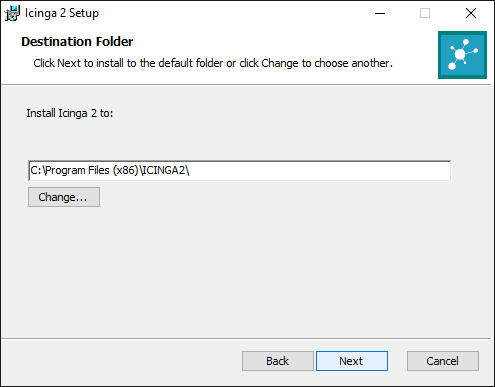 Icinga 2 Setup
Destination Folder
Click Next to install to the default folder or click Change to choose another.
Install Icinga 2 to:
C:\Program Files (x86)\ICINGA2\
Change...
Back
Next
Cancel